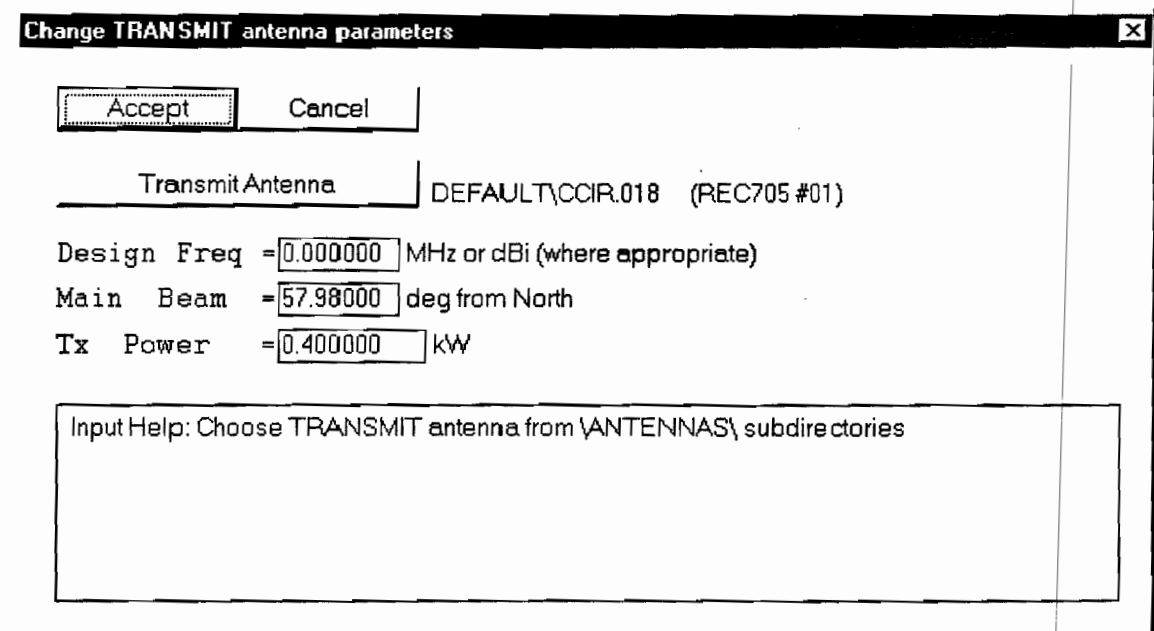 Change TRANSMIT antenna parameters
Accept Cancel
Transmit Antenna DEFAULT\CCIR.018 (REC705 #01)
Design Freq =0.000000 MHz or dBi (where appropriate)
Main Beam =57.98000 deg from North
Tx Power =0.400000 kW
Input Help: Choose TRANSMIT antenna from \ANTENNAS\ subdirectories